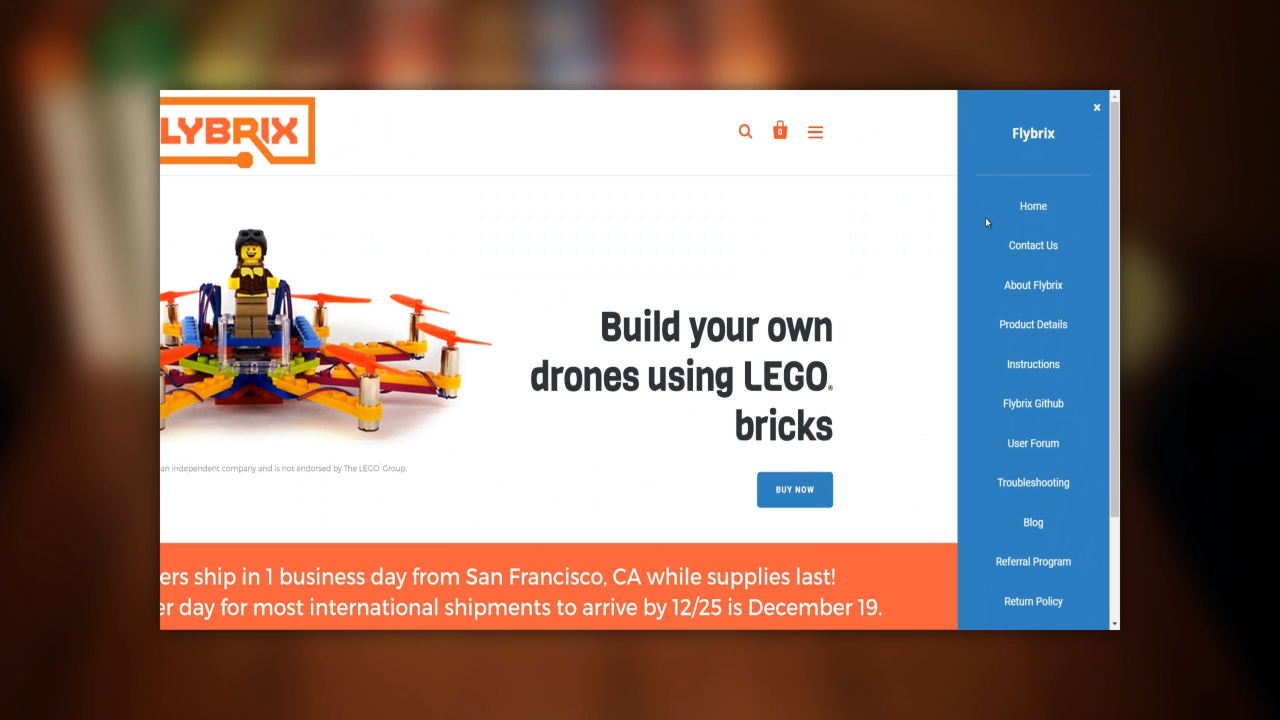 LYBRIX
0
Build your own
drones using LEGO®
bricks
an independent company and is not endorsed by The LEGO Group.
BUY NOW
ers ship in 1 business day from San Francisco, CA while supplies last!
er day for most international shipments to arrive by 12/25 is December 19.
×
Flybrix
Home
Contact Us
About Flybrix
Product Details
Instructions
Flybrix Github
User Forum
Troubleshooting
Blog
Referral Program
Return Policy